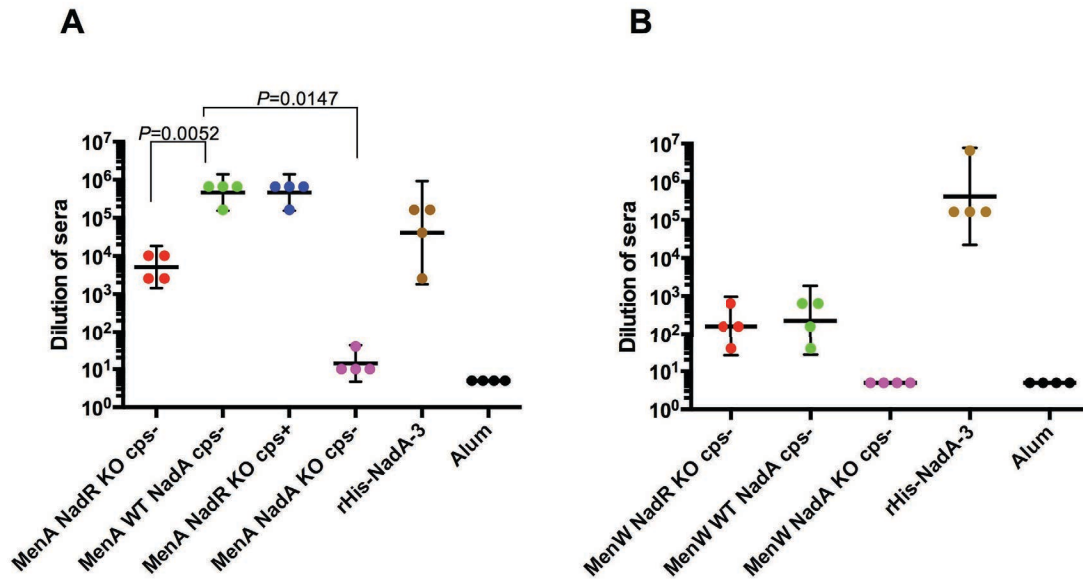 A
B
P=0.0147
P=0.0052
Dilution of sera
10⁷
10⁶
10⁵
10⁴
10³
10²
10¹
10⁰
MenA NadR KO cps-
MenA WT NadA cps-
MenA NadR KO cps+
MenA NadA KO cps-
rHis-NadA-3
Alum
Dilution of sera
10⁷
10⁶
10⁵
10⁴
10³
10²
10¹
10⁰
MenW NadR KO cps-
MenW WT NadA cps-
MenW NadA KO cps-
rHis-NadA-3
Alum